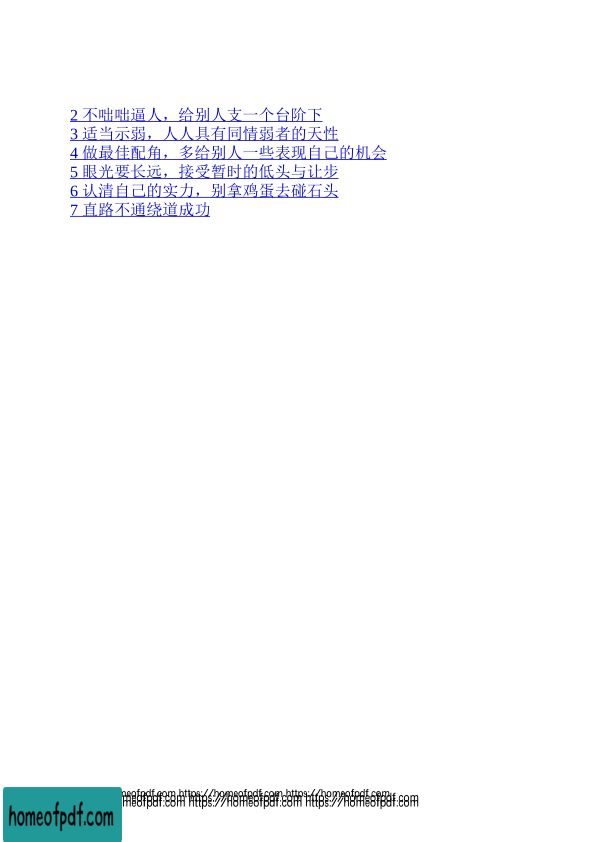 2 不咄咄逼人，给别人支一个台阶下
3 适当示弱，人人具有同情弱者的天性
4 做最佳配角，多给别人一些表现自己的机会
5 眼光要长远，接受暂时的低头与让步
6 认清自己的实力，别拿鸡蛋去碰石头
7 直路不通绕道成功
meofpdf.com https://homeofpdf.com https://homeofpdf.com
meofpdf.com https://homeofpdf.com https://homeofpdf.com
homeofpdf.com